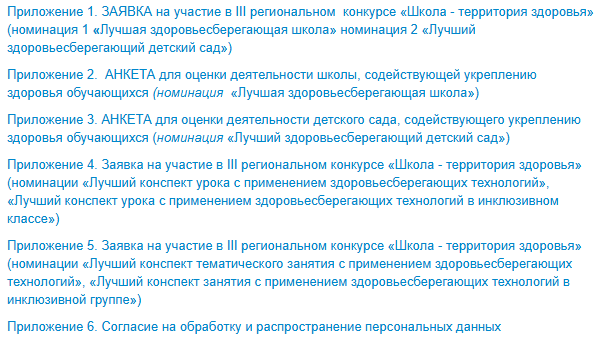 Приложение 1. ЗАЯВКА на участие в III региональном  конкурсе «Школа - территория здоровья»
(номинация 1 «Лучшая здоровьесберегающая школа» номинация 2 «Лучший
здоровьесберегающий детский сад»)
Приложение 2.  АНКЕТА для оценки деятельности школы, содействующей укреплению
здоровья обучающихся (номинация  «Лучшая здоровьесберегающая школа»)
Приложение 3. АНКЕТА для оценки деятельности детского сада, содействующего укреплению
здоровья обучающихся (номинация «Лучший здоровьесберегающий детский сад»)
Приложение 4. Заявка на участие в III региональном конкурсе «Школа - территория здоровья»
(номинации «Лучший конспект урока с применением здоровьесберегающих технологий»,
«Лучший конспект урока с применением здоровьесберегающих технологий в инклюзивном
классе»)
Приложение 5. Заявка на участие в III региональном конкурсе «Школа - территория здоровья»
(номинации «Лучший конспект тематического занятия с применением здоровьесберегающих
технологий», «Лучший конспект занятия с применением здоровьесберегающих технологий в
инклюзивной группе»)
Приложение 6. Согласие на обработку и распространение персональных данных